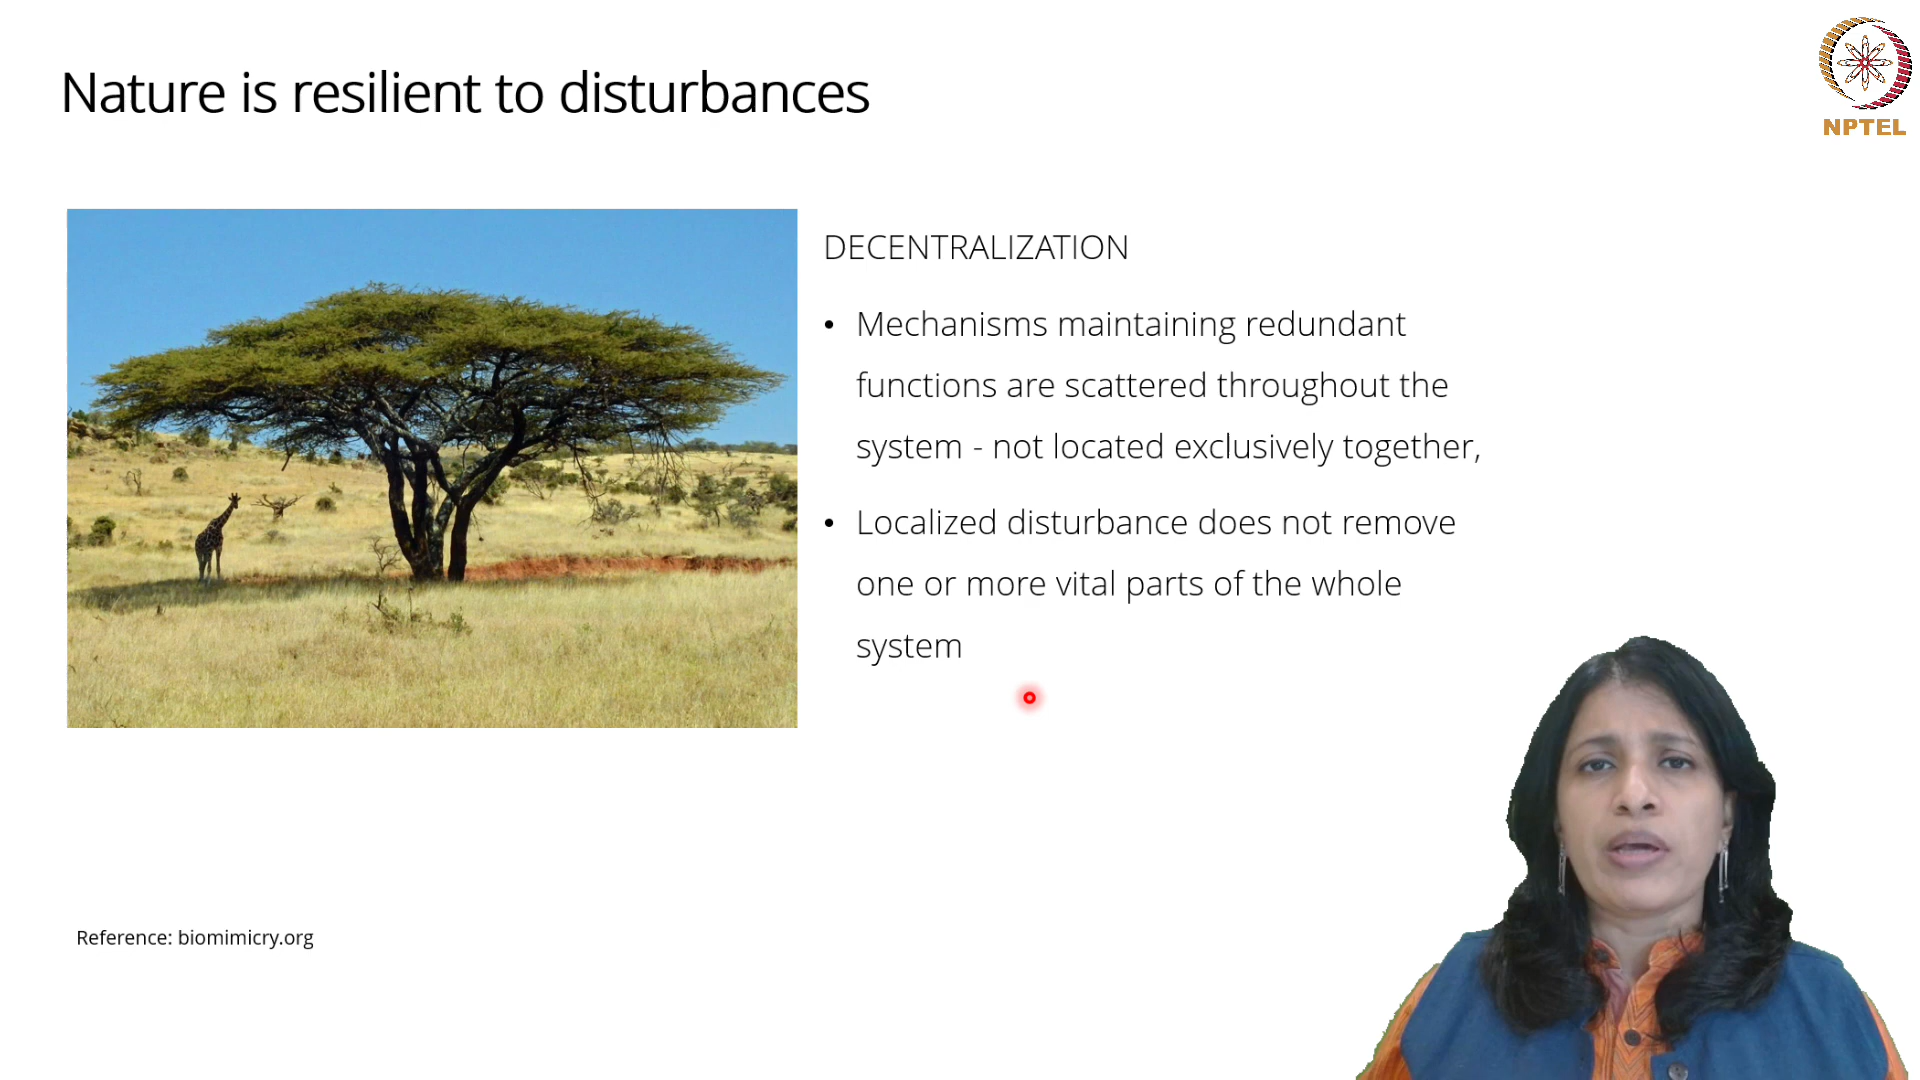 Nature is resilient to disturbances
NPTEL
DECENTRALIZATION
• Mechanisms maintaining redundant
functions are scattered throughout the
system - not located exclusively together,
• Localized disturbance does not remove
one or more vital parts of the whole
system
Reference: biomimicry.org